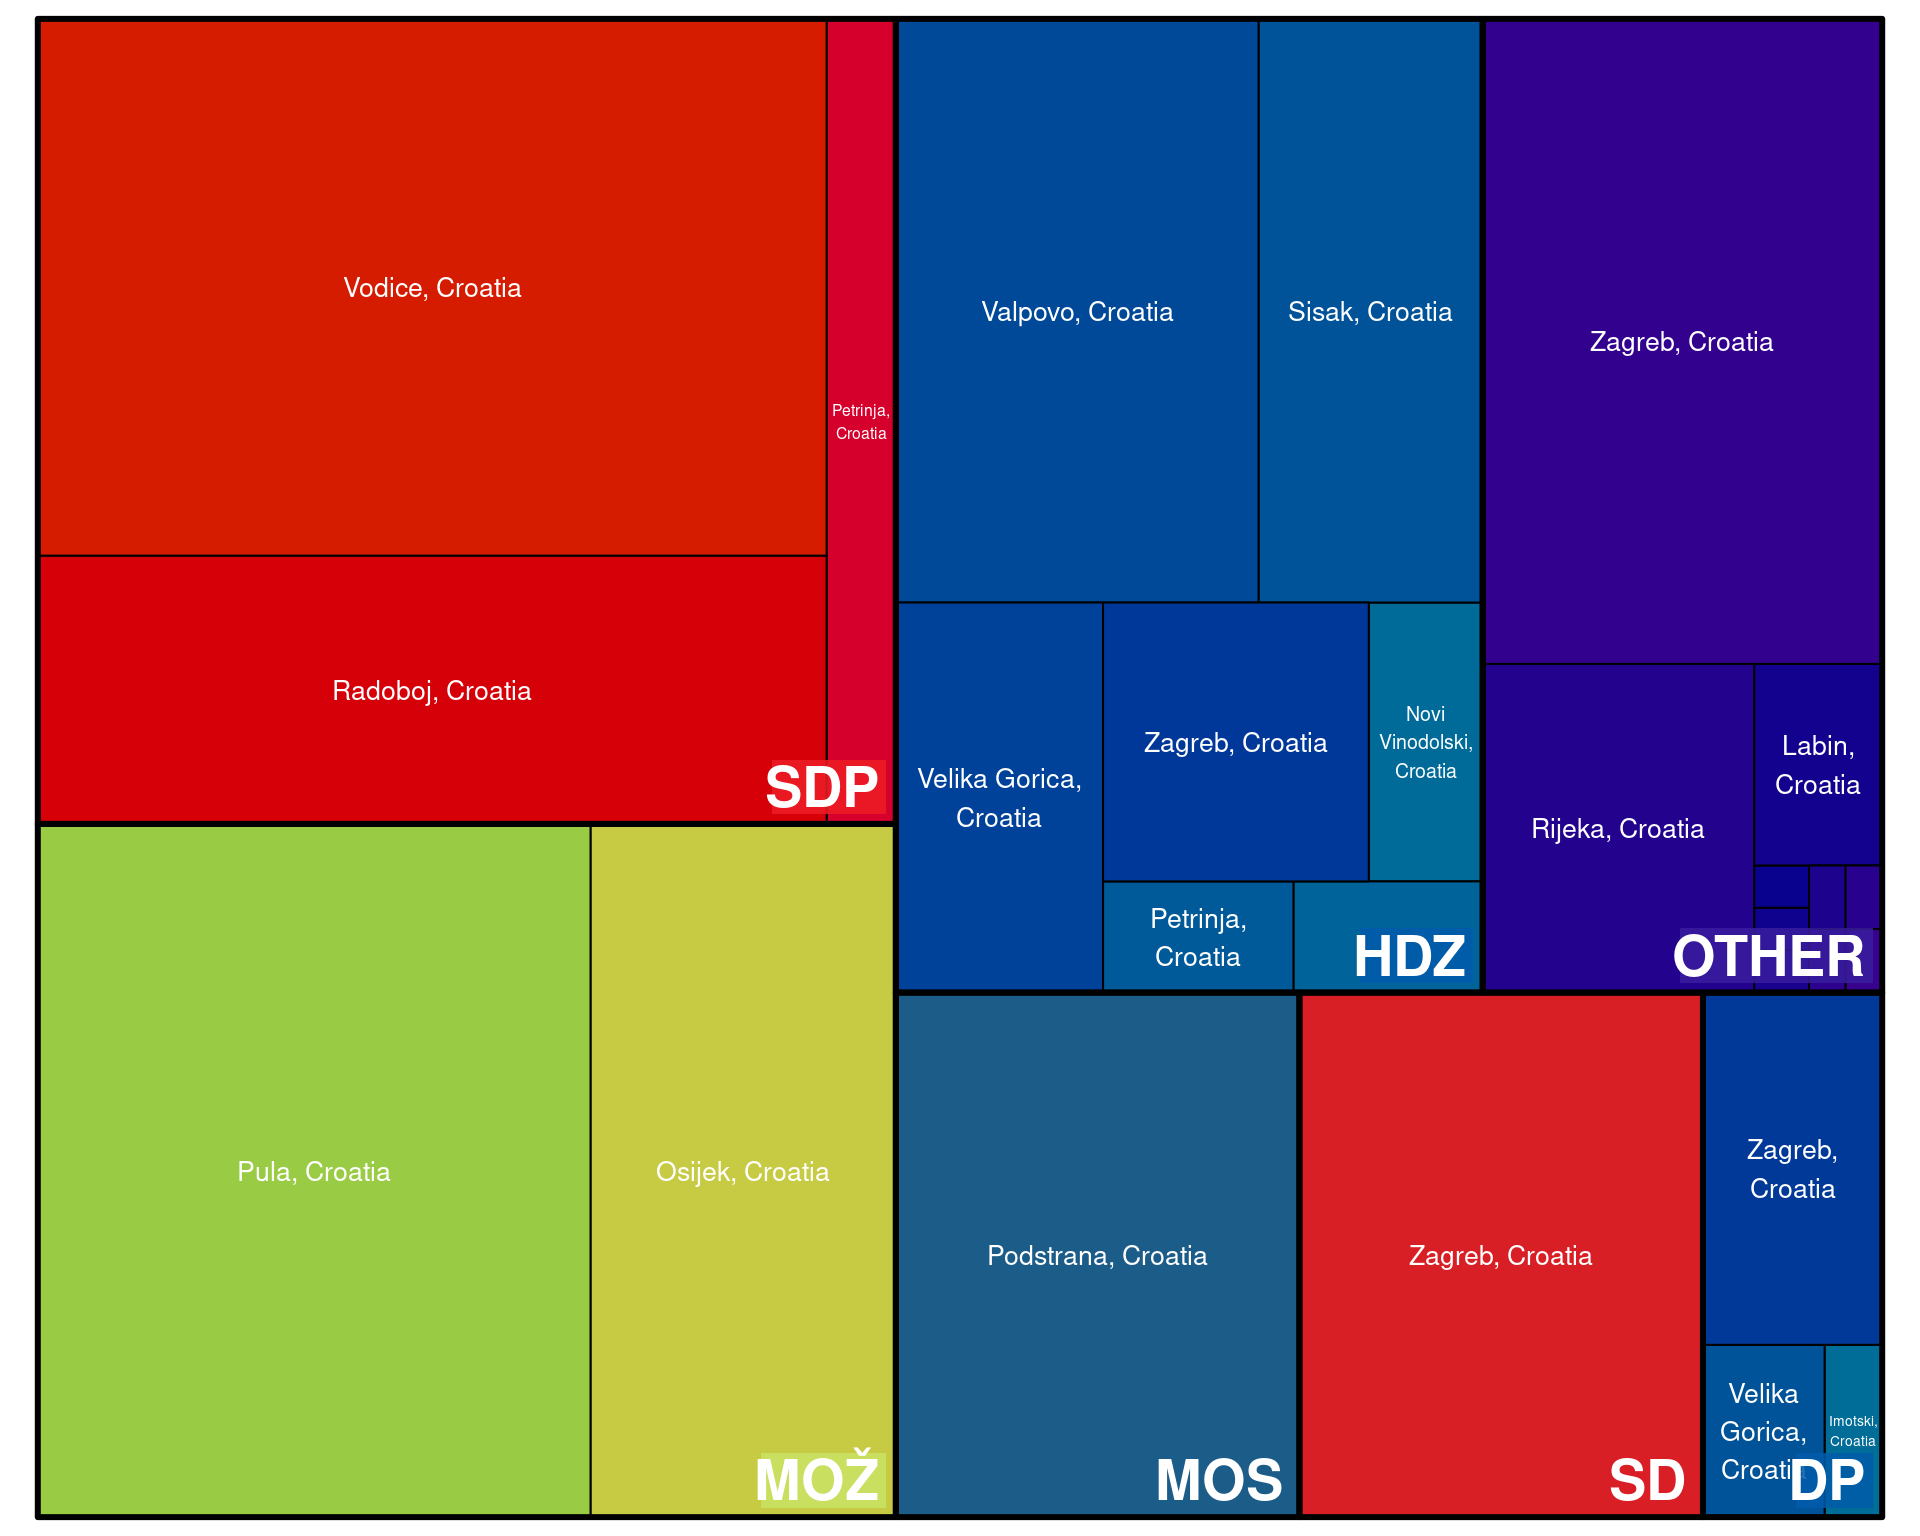 Vodice, Croatia
Petrinja,
Croatia
Radoboj, Croatia
SDP
Pula, Croatia
Osijek, Croatia
MOŽ
Valpovo, Croatia
Sisak, Croatia
Velika Gorica,
Croatia
Zagreb, Croatia
Novi
Vinodolski,
Croatia
Petrinja,
Croatia
HDZ
Zagreb, Croatia
Rijeka, Croatia
Labin,
Croatia
OTHER
Podstrana, Croatia
MOS
Zagreb, Croatia
SD
Zagreb,
Croatia
Velika
Gorica,
Croatia
Imotski,
Croatia
DP